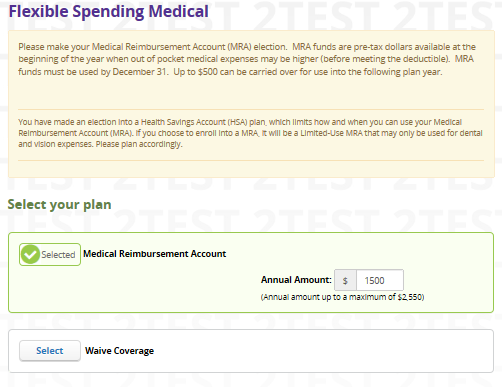 Flexible Spending Medical
Please make your Medical Reimbursement Account (MRA) election. MRA funds are pre-tax dollars available at the
beginning of the year when out of pocket medical expenses may be higher (before meeting the deductible). MRA
funds must be used by December 31. Up to $500 can be carried over for use into the following plan year.
You have made an election into a Health Savings Account (HSA) plan, which limits how and when you can use your Medical
Reimbursement Account (MRA). If you choose to enroll into a MRA, it will be a Limited-Use MRA that may only be used for dental
and vision expenses. Please plan accordingly.
Select your plan
Selected Medical Reimbursement Account
Annual Amount: $ 1500
(Annual amount up to a maximum of $2,550)
Select Waive Coverage